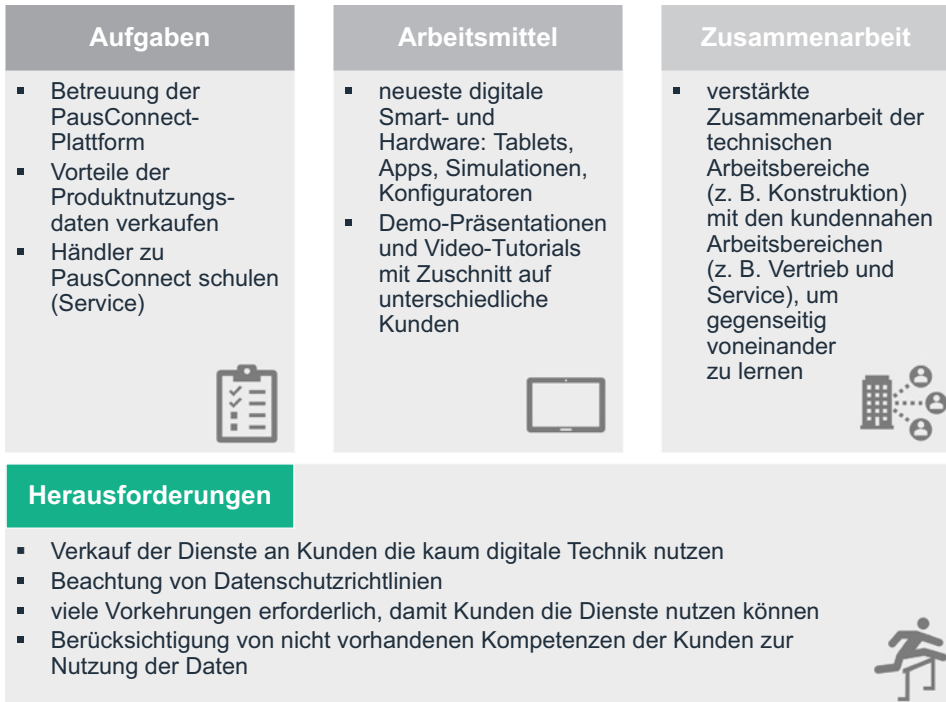 Aufgaben
▪ Betreuung der
PausConnect-
Plattform
▪ Vorteile der
Produktnutzungs-
daten verkaufen
▪ Händler zu
PausConnect schulen
(Service)
Arbeitsmittel
▪ neueste digitale
Smart- und
Hardware: Tablets,
Apps, Simulationen,
Konfiguratoren
▪ Demo-Präsentationen
und Video-Tutorials
mit Zuschnitt auf
unterschiedliche
Kunden
Zusammenarbeit
▪ verstärkte
Zusammenarbeit der
technischen
Arbeitsbereiche
(z. B. Konstruktion)
mit den kundennahen
Arbeitsbereichen
(z. B. Vertrieb und
Service), um
gegenseitig
voneinander
zu lernen
Herausforderungen
▪ Verkauf der Dienste an Kunden die kaum digitale Technik nutzen
▪ Beachtung von Datenschutzrichtlinien
▪ viele Vorkehrungen erforderlich, damit Kunden die Dienste nutzen können
▪ Berücksichtigung von nicht vorhandenen Kompetenzen der Kunden zur
Nutzung der Daten